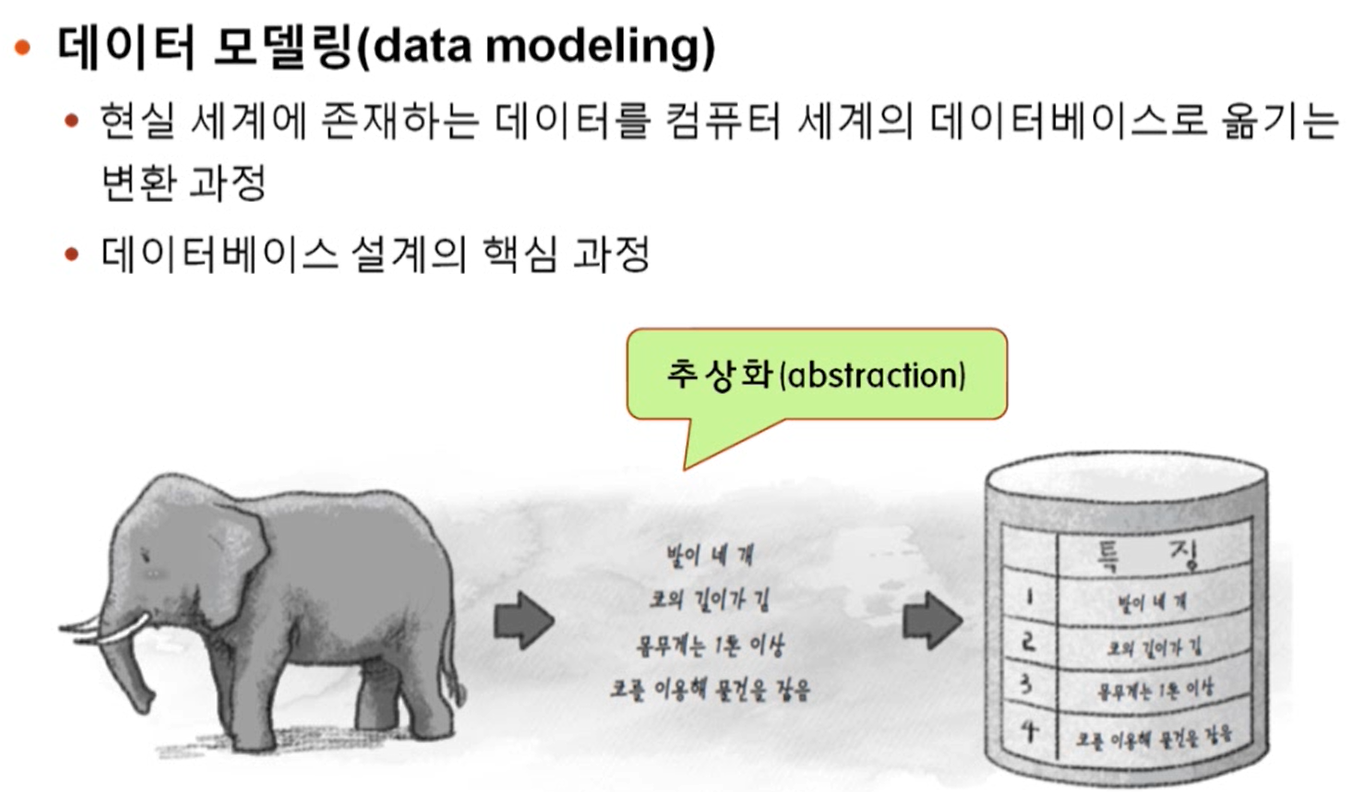 데이터 모델링(data modeling)
현실 세계에 존재하는 데이터를 컴퓨터 세계의 데이터베이스로 옮기는
변환 과정
데이터베이스 설계의 핵심 과정
추상화(abstraction)
발이 네 개
코의 길이가 김
몸무게는 1톤 이상
코를 이용해 물건을 잡음
특 징
1 발이 네 개
2 코의 길이가 김
3 몸무게는 1톤 이상
4 코를 이용해 물건을 잡음